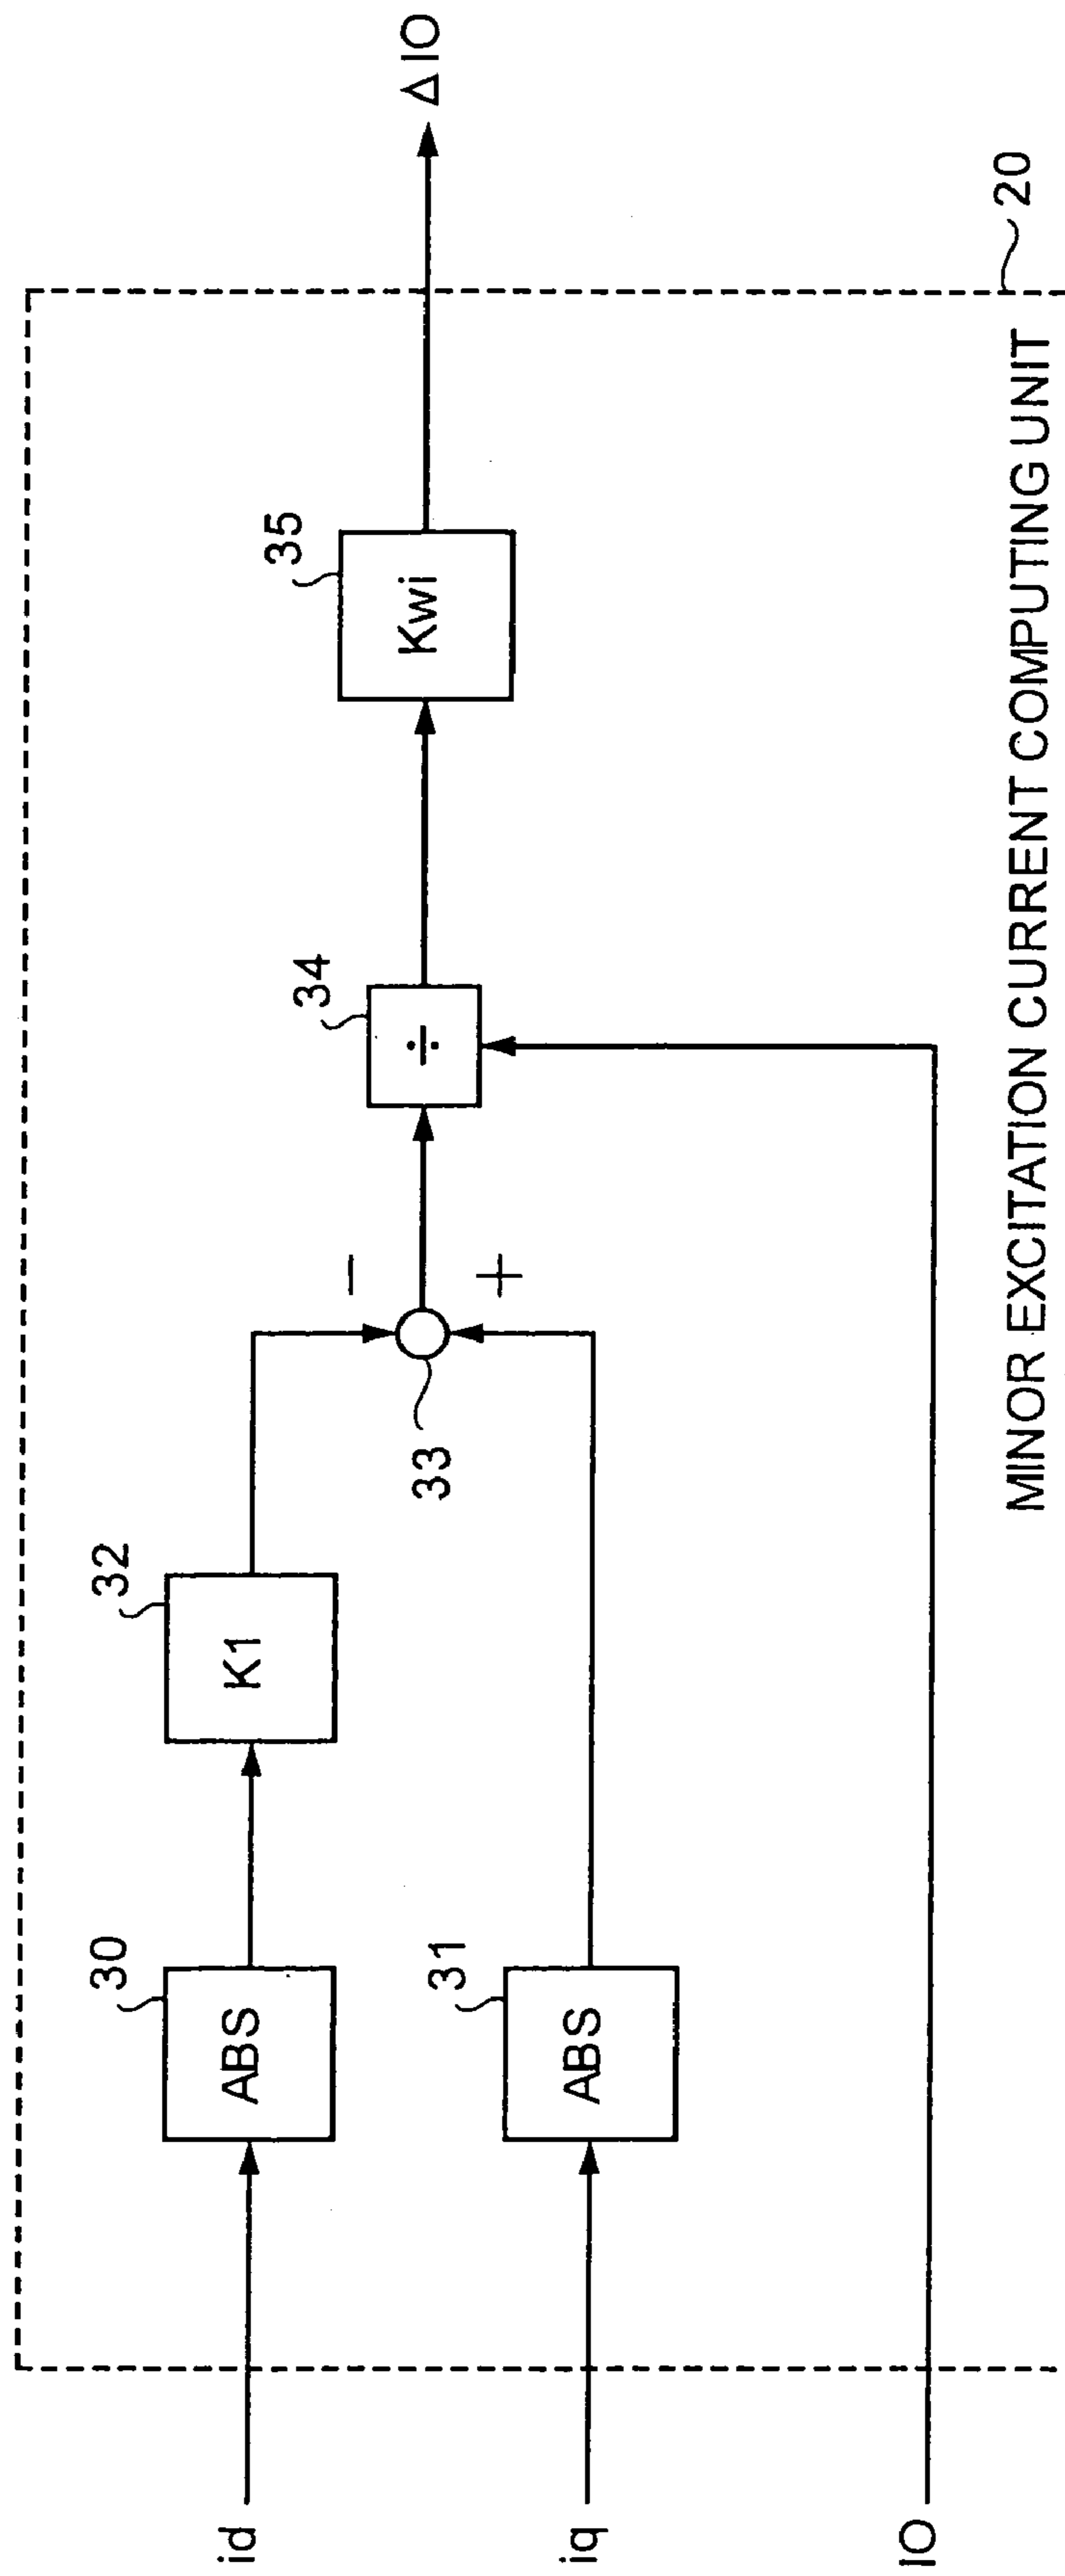 id
30
ABS
32
K1
33
−
+
34
÷
35
Kwi
Δ IO
iq
31
ABS
IO
20
MINOR EXCITATION CURRENT COMPUTING UNIT